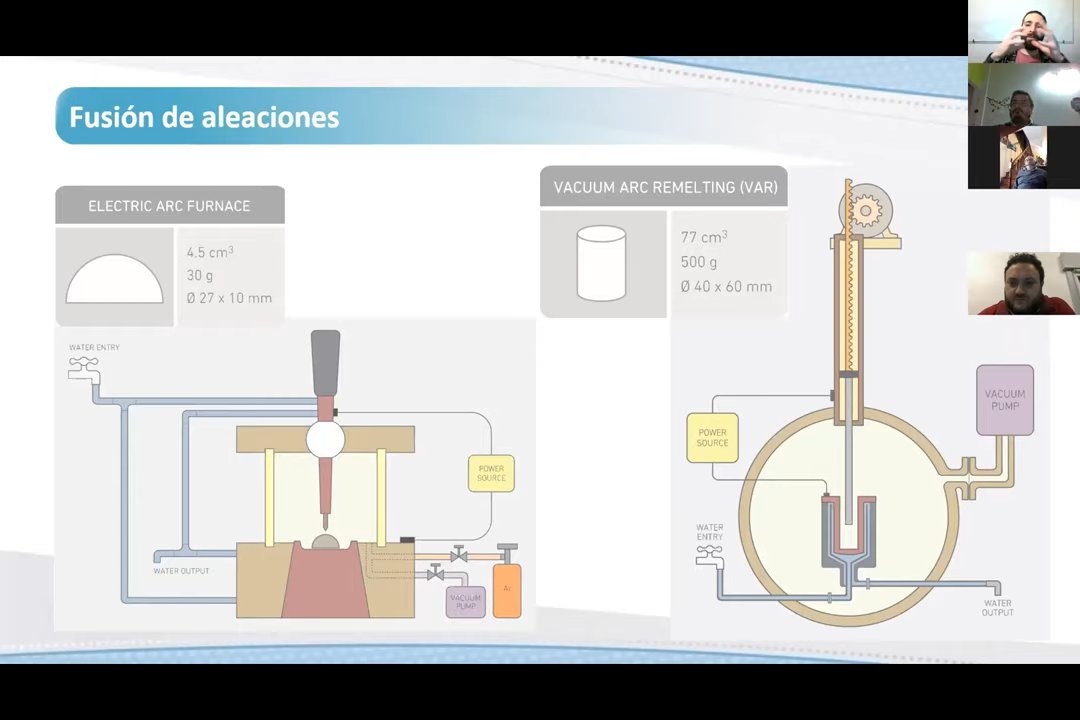 Fusión de aleaciones
ELECTRIC ARC FURNACE
4.5 cm³
30 g
Ø 27 x 10 mm
VACUUM ARC REMELTING (VAR)
77 cm³
500 g
Ø 40 x 60 mm
WATER ENTRY
POWER
SOURCE
WATER OUTPUT
VACUUM
PUMP
Ar
POWER
SOURCE
VACUUM
PUMP
WATER
ENTRY
WATER
OUTPUT